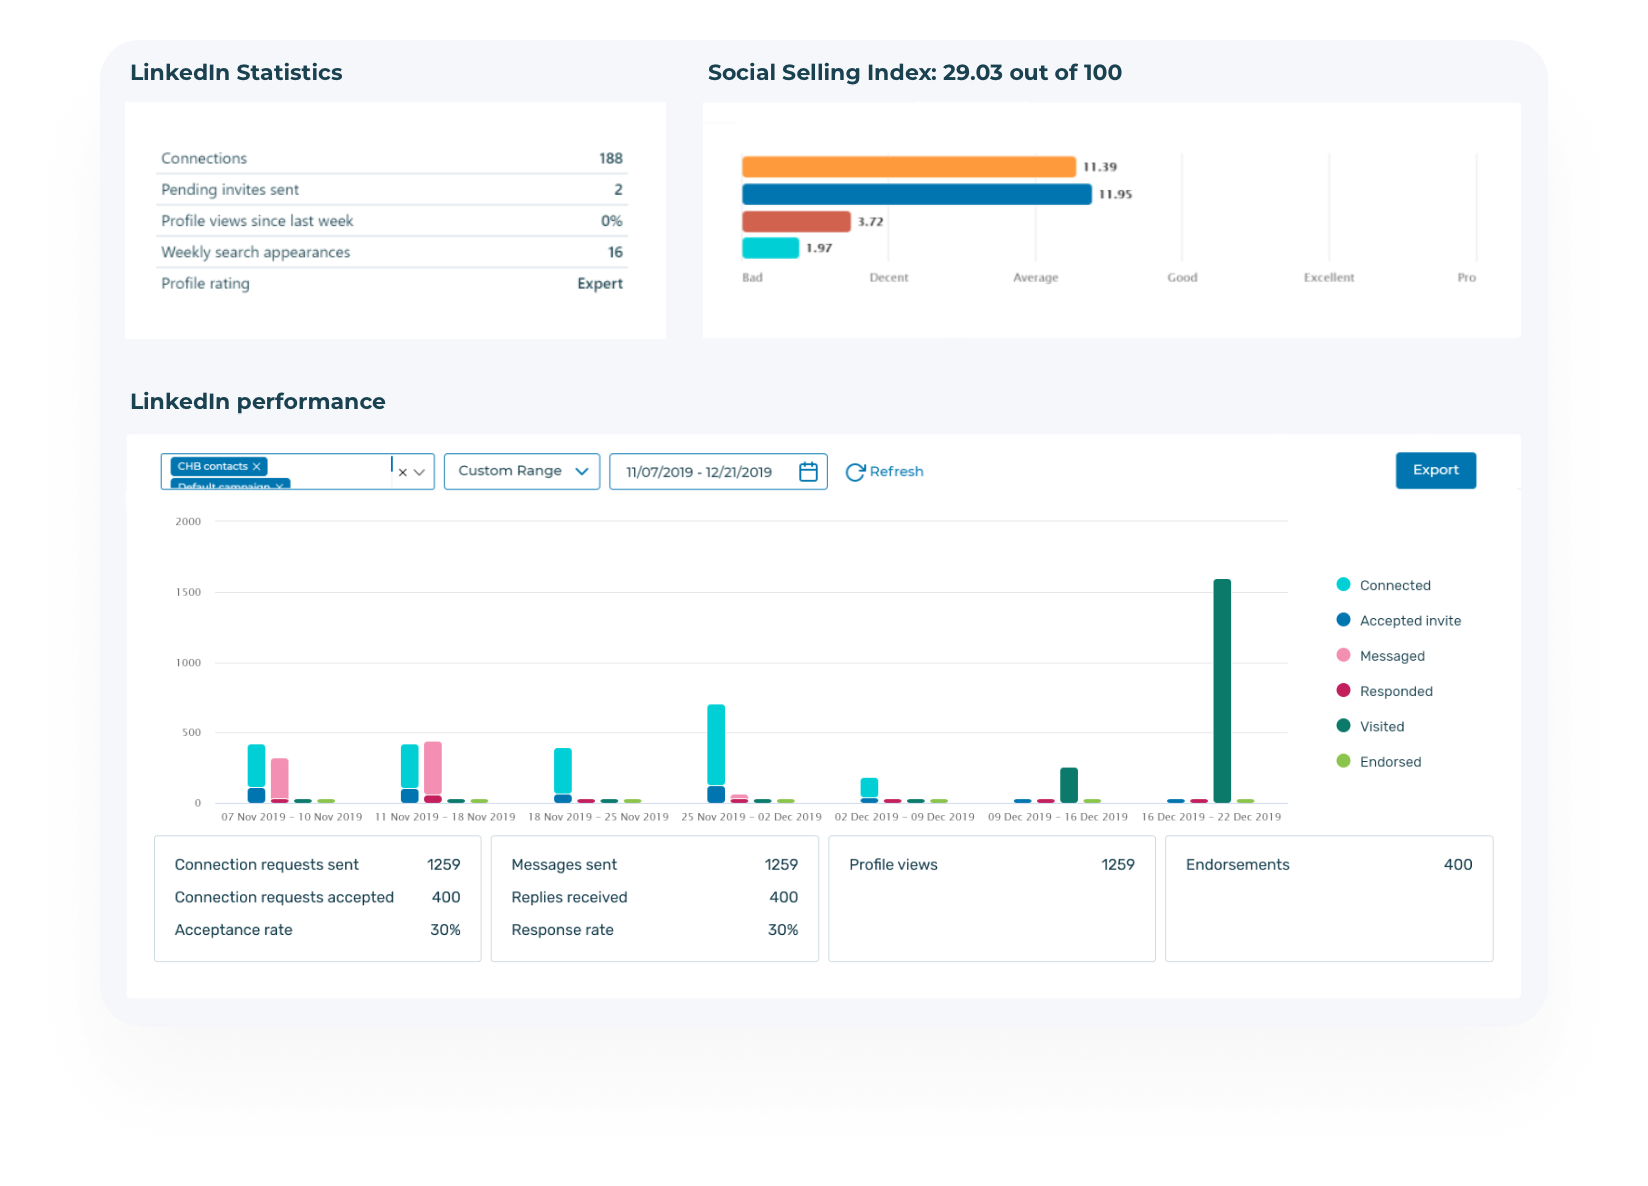 LinkedIn Statistics
Connections 188
Pending invites sent 2
Profile views since last week 0%
Weekly search appearances 16
Profile rating Expert
Social Selling Index: 29.03 out of 100
11.39
11.95
3.72
1.97
Bad Decent Average Good Excellent Pro
LinkedIn performance
CHB contacts ×
Default campaign ×
Custom Range
11/07/2019 - 12/21/2019
Refresh
Export
2000
1500
1000
500
0
07 Nov 2019 – 10 Nov 2019 11 Nov 2019 – 18 Nov 2019 18 Nov 2019 – 25 Nov 2019 25 Nov 2019 – 02 Dec 2019 02 Dec 2019 – 09 Dec 2019 09 Dec 2019 – 16 Dec 2019 16 Dec 2019 – 22 Dec 2019
Connected
Accepted invite
Messaged
Responded
Visited
Endorsed
Connection requests sent 1259
Connection requests accepted 400
Acceptance rate 30%
Messages sent 1259
Replies received 400
Response rate 30%
Profile views 1259
Endorsements 400